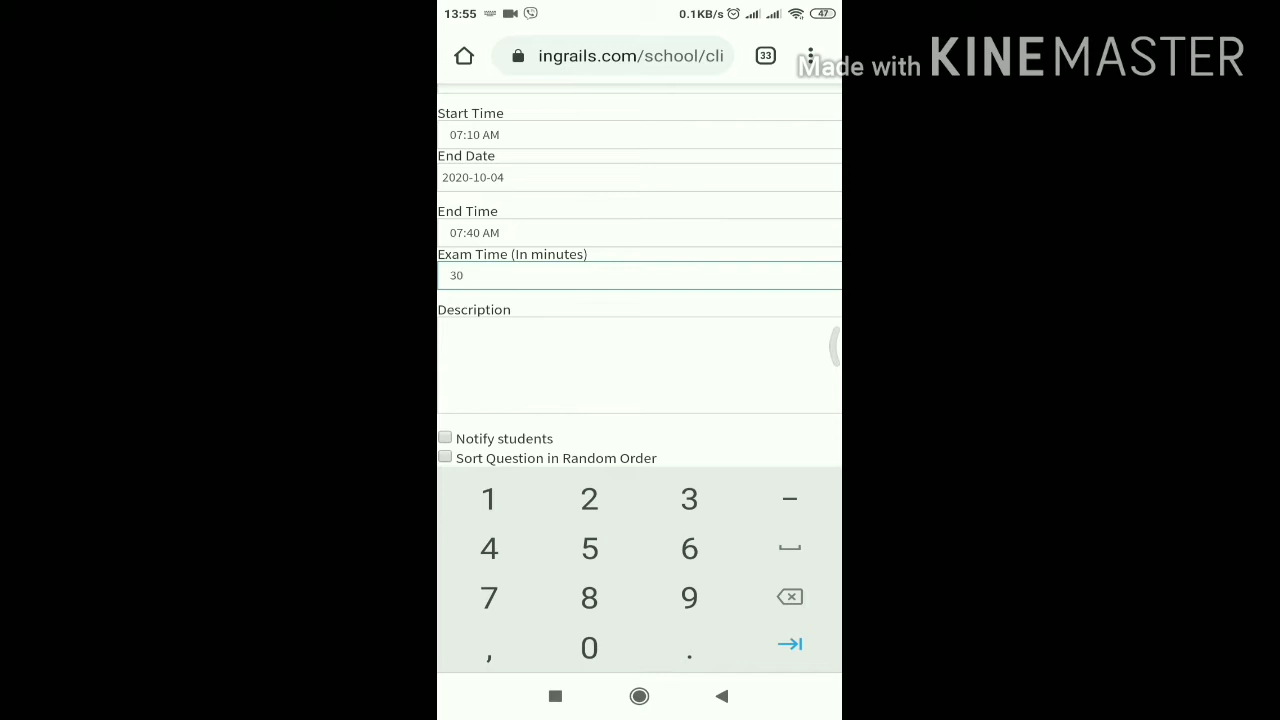 13:55 0.1KB/s 47
ingrails.com/school/cli 33
Made with KINEMASTER
Start Time
07:10 AM
End Date
2020-10-04
End Time
07:40 AM
Exam Time (In minutes)
30
Description
Notify students
Sort Question in Random Order
1 2 3 –
4 5 6
7 8 9
, 0 .